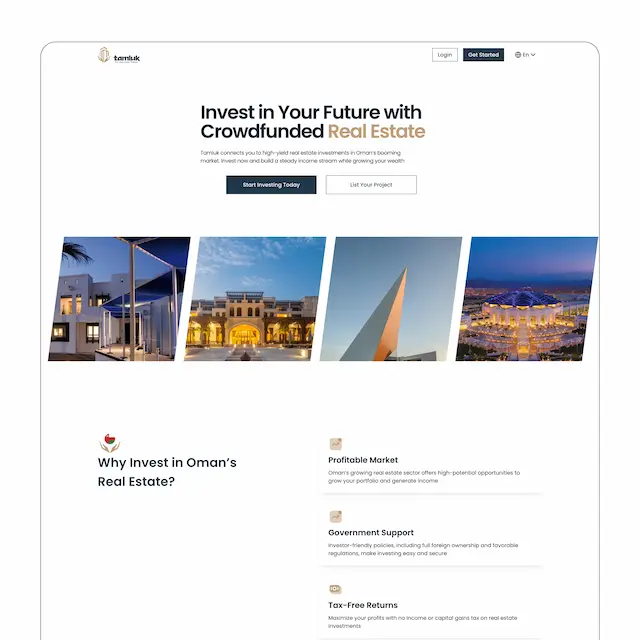 tamluk
Login
Get Started
En
Invest in Your Future with
Crowdfunded Real Estate
Tamluk connects you to high-yield real estate investments in Oman's booming
market. Invest now and build a steady income stream while growing your wealth
Start Investing Today
List Your Project
Why Invest in Oman's
Real Estate?
Profitable Market
Oman's growing real estate sector offers high-potential opportunities to
grow your portfolio and generate income
Government Support
Investor-friendly policies, including full foreign ownership and favorable
regulations, make investing easy and secure
Tax-Free Returns
Maximize your profits with no income or capital gains tax on real estate
investments